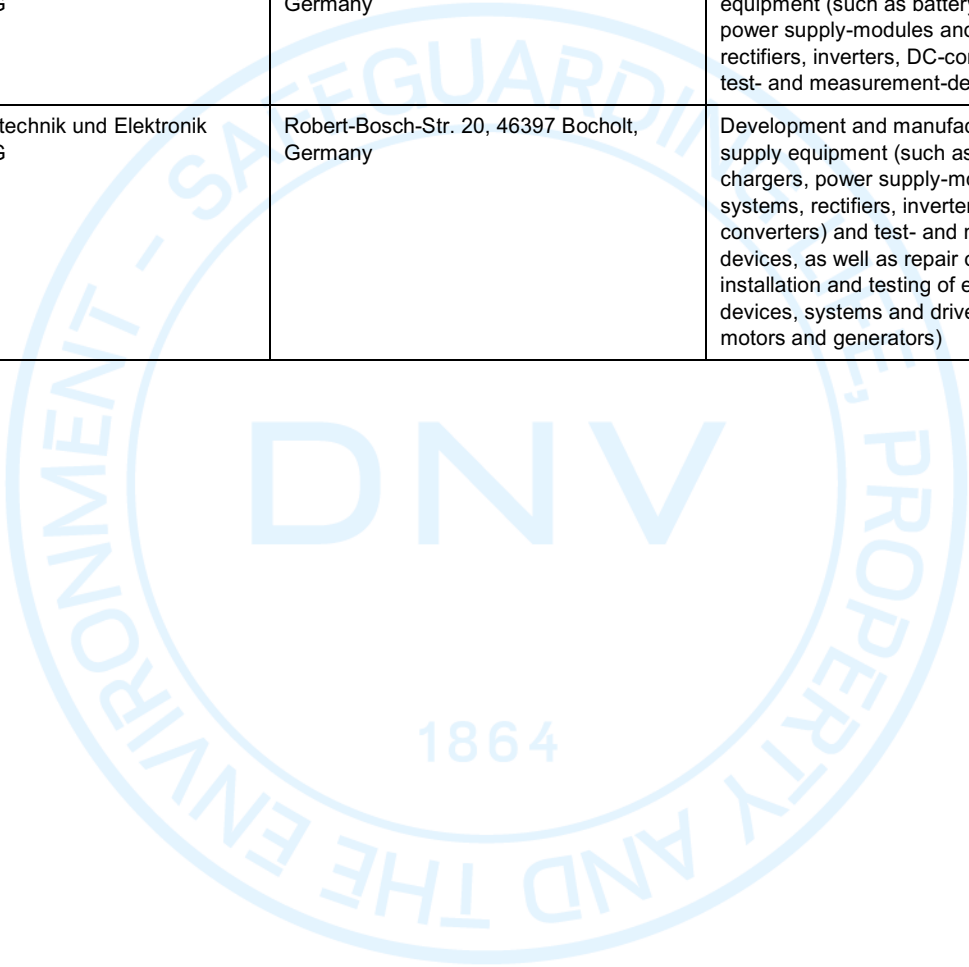 G
Germany
equipment (such as battery
power supply-modules and
rectifiers, inverters, DC-con
test- and measurement-de
technik und Elektronik
G
Robert-Bosch-Str. 20, 46397 Bocholt,
Germany
Development and manufac
supply equipment (such as
chargers, power supply-mo
systems, rectifiers, inverter
converters) and test- and m
devices, as well as repair o
installation and testing of e
devices, systems and drive
motors and generators)
SAFEGUARDING LIFE, PROPERTY AND THE ENVIRONMENT -
DNV
1864